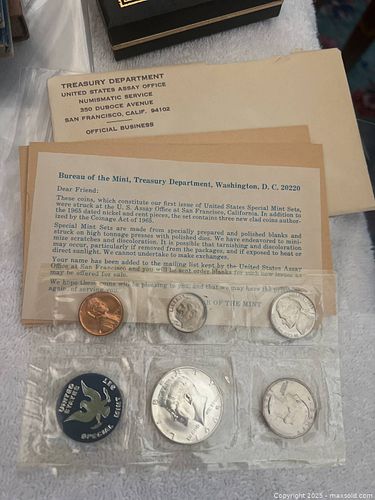 TREASURY DEPARTMENT
UNITED STATES ASSAY OFFICE
NUMISMATIC SERVICE
350 DUBOCE AVENUE
SAN FRANCISCO, CALIF. 94102
OFFICIAL BUSINESS
Bureau of the Mint, Treasury Department, Washington, D. C. 20220
Dear Friend:
These coins, which constitute our first issue of United States Special Mint Sets,
were struck at the U. S. Assay Office at San Francisco, California. In addition to
the 1965 dated nickel and cent pieces, the set contains three new clad coins author-
ized by the Coinage Act of 1965.
Special Mint Sets are made from specially prepared and polished blanks and
struck on high tonnage presses with polished dies. We have endeavored to mini-
mize scratches and discoloration. It is possible that tarnishing and discoloration
may occur, particularly if removed from the packages, and if exposed to heat or
direct sunlight. We cannot undertake to make exchanges.
Your name has been added to the mailing list kept by the United States Assay
Office at San Francisco and you will be sent order blanks for such new issues as
may be offered for sale.
We hope these coins will be pleasing to you, and that we may have the privilege
again, of serving you.
OF THE MINT
UNITED STATES
SPECIAL
MINT SET
Copyright 2025 - maxsold.com